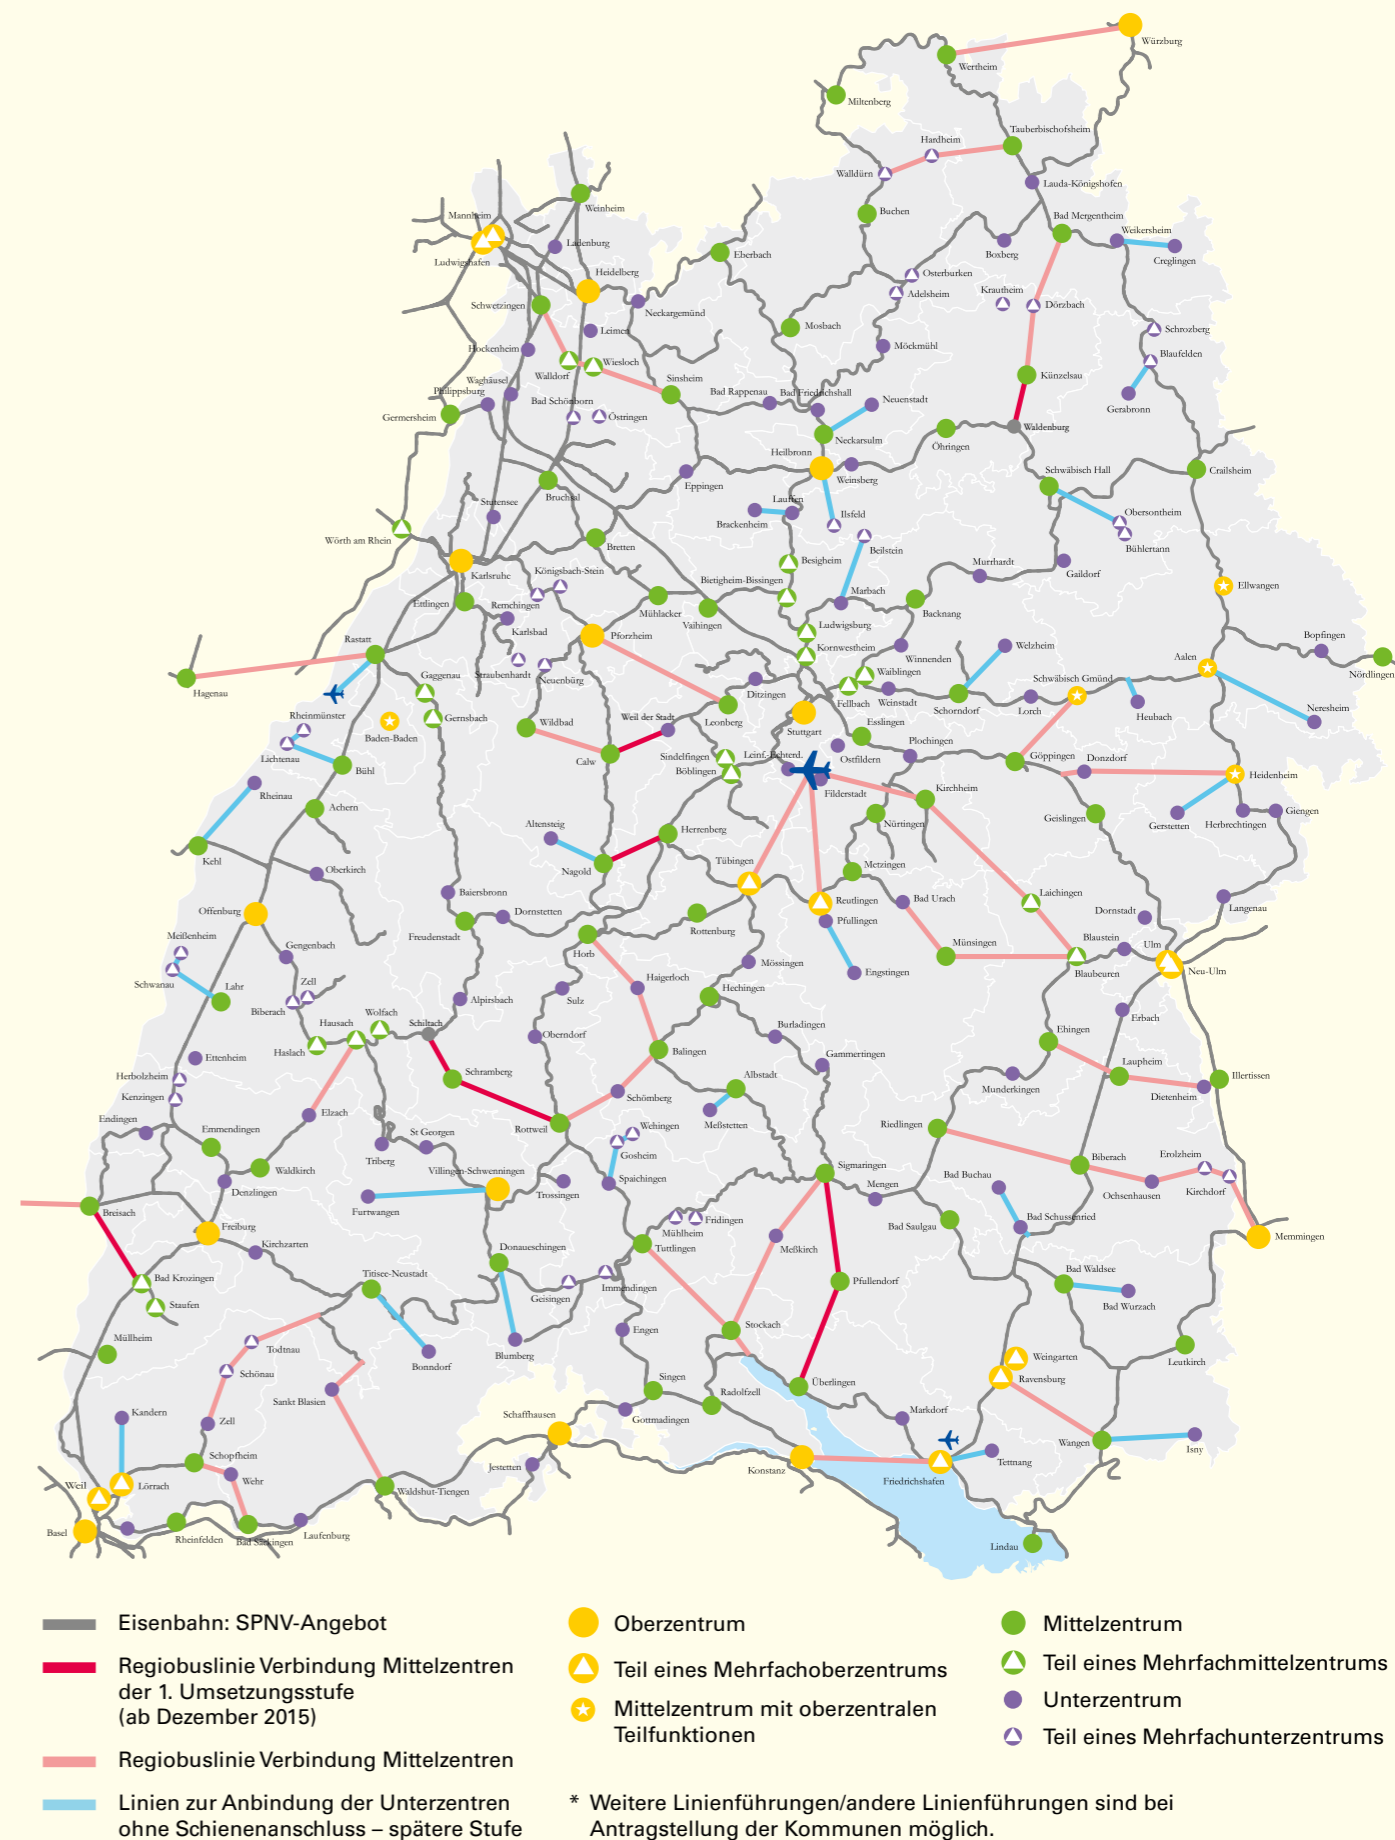 Würzburg
Wertheim
Miltenberg
Tauberbischofsheim
Hardheim
Walldürn
Lauda-Königshofen
Weinheim
Buchen
Mannheim
Bad Mergentheim
Weikersheim
Ladenburg
Creglingen
Boxberg
Eberbach
Ludwigshafen
Heidelberg
Osterburken
Adelsheim
Krautheim
Dörzbach
Schwetzingen
Neckargemünd
Leimen
Mosbach
Schrozberg
Hockenheim
Möckmühl
Blaufelden
Walldorf
Wiesloch
Künzelsau
Waghäusel
Sinsheim
Philippsburg
Bad Rappenau
Bad Friedrichshall
Neuenstadt
Gerabronn
Bad Schönborn
Östringen
Germersheim
Waldenburg
Öhringen
Neckarsulm
Heilbronn
Schwäbisch Hall
Crailsheim
Weinsberg
Eppingen
Bruchsal
Stutensee
Lauffen
Brackenheim
Ilsfeld
Obersontheim
Bühlertann
Wörth am Rhein
Bretten
Beilstein
Besigheim
Murrhardt
Gaildorf
Karlsruhe
Königsbach-Stein
Bietigheim-Bissingen
Ellwangen
Ettlingen
Remchingen
Mühlacker
Marbach
Backnang
Vaihingen
Karlsbad
Ludwigsburg
Pforzheim
Kornwestheim
Rastatt
Bopfingen
Welzheim
Winnenden
Aalen
Nördlingen
Straubenhardt
Neuenbürg
Waiblingen
Hagenau
Gaggenau
Ditzingen
Fellbach
Weinstadt
Schwäbisch Gmünd
Schorndorf
Lorch
Heubach
Rheinmünster
Gernsbach
Wildbad
Leonberg
Weil der Stadt
Neresheim
Baden-Baden
Stuttgart
Esslingen
Lichtenau
Calw
Sindelfingen
Leinf.-Echterd.
Ostfildern
Plochingen
Göppingen
Donzdorf
Bühl
Böblingen
Heidenheim
Filderstadt
Kirchheim
Rheinau
Achern
Geislingen
Gerstetten
Herbrechtingen
Giengen
Nürtingen
Altensteig
Herrenberg
Kehl
Nagold
Tübingen
Metzingen
Oberkirch
Baiersbronn
Reutlingen
Bad Urach
Laichingen
Langenau
Offenburg
Dornstetten
Rottenburg
Pfullingen
Dornstadt
Freudenstadt
Horb
Münsingen
Blaustein
Ulm
Meißenheim
Gengenbach
Mössingen
Engstingen
Blaubeuren
Neu-Ulm
Schwanau
Zell
Haigerloch
Hechingen
Lahr
Biberach
Sulz
Alpirsbach
Erbach
Wolfach
Hausach
Schiltach
Oberndorf
Burladingen
Ehingen
Haslach
Balingen
Ettenheim
Gammertingen
Laupheim
Herbolzheim
Schramberg
Albstadt
Munderkingen
Illertissen
Dietenheim
Kenzingen
Schömberg
Elzach
Meßstetten
Endingen
Emmendingen
St Georgen
Rottweil
Wehingen
Riedlingen
Triberg
Gosheim
Waldkirch
Villingen-Schwenningen
Sigmaringen
Biberach
Erolzheim
Denzlingen
Trossingen
Spaichingen
Bad Buchau
Ochsenhausen
Kirchdorf
Breisach
Furtwangen
Mengen
Freiburg
Mühlheim
Fridingen
Bad Saulgau
Bad Schussenried
Kirchzarten
Meßkirch
Memmingen
Donaueschingen
Tuttlingen
Bad Krozingen
Titisee-Neustadt
Immendingen
Pfullendorf
Bad Waldsee
Geisingen
Bad Wurzach
Staufen
Müllheim
Todtnau
Engen
Stockach
Bonndorf
Blumberg
Weingarten
Leutkirch
Schönau
Ravensburg
Singen
Überlingen
Sankt Blasien
Radolfzell
Kandern
Schaffhausen
Gottmadingen
Markdorf
Zell
Schopfheim
Wangen
Isny
Jestetten
Konstanz
Tettnang
Weil
Lörrach
Wehr
Friedrichshafen
Waldshut-Tiengen
Basel
Rheinfelden
Bad Säckingen
Laufenburg
Lindau
Eisenbahn: SPNV-Angebot
Regiobuslinie Verbindung Mittelzentren
der 1. Umsetzungsstufe
(ab Dezember 2015)
Regiobuslinie Verbindung Mittelzentren
Linien zur Anbindung der Unterzentren
ohne Schienenanschluss – spätere Stufe
Oberzentrum
Teil eines Mehrfachoberzentrums
Mittelzentrum mit oberzentralen
Teilfunktionen
Mittelzentrum
Teil eines Mehrfachmittelzentrums
Unterzentrum
Teil eines Mehrfachunterzentrums
* Weitere Linienführungen/andere Linienführungen sind bei
Antragstellung der Kommunen möglich.